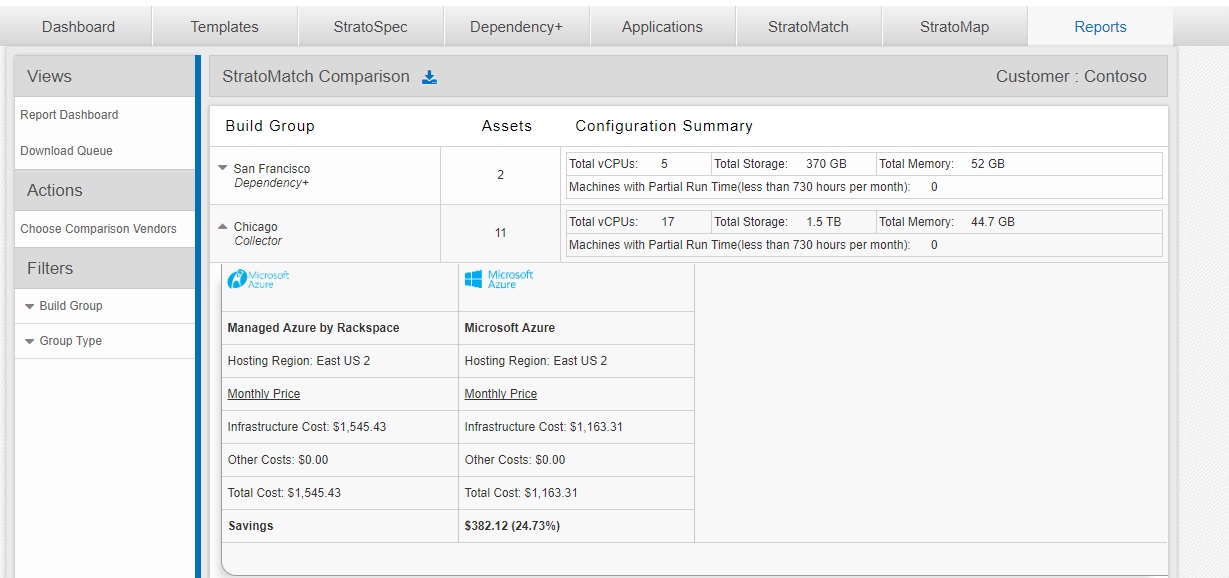 Dashboard Templates StratoSpec Dependency+ Applications StratoMatch StratoMap Reports
Views
Report Dashboard
Download Queue
Actions
Choose Comparison Vendors
Filters
Build Group
Group Type
StratoMatch Comparison Customer : Contoso
Build Group Assets Configuration Summary
San Francisco
Dependency+
2
Total vCPUs: 5 Total Storage: 370 GB Total Memory: 52 GB
Machines with Partial Run Time(less than 730 hours per month): 0
Chicago
Collector
11
Total vCPUs: 17 Total Storage: 1.5 TB Total Memory: 44.7 GB
Machines with Partial Run Time(less than 730 hours per month): 0
Microsoft
Azure
Microsoft
Azure
Managed Azure by Rackspace Microsoft Azure
Hosting Region: East US 2 Hosting Region: East US 2
Monthly Price Monthly Price
Infrastructure Cost: $1,545.43 Infrastructure Cost: $1,163.31
Other Costs: $0.00 Other Costs: $0.00
Total Cost: $1,545.43 Total Cost: $1,163.31
Savings $382.12 (24.73%)